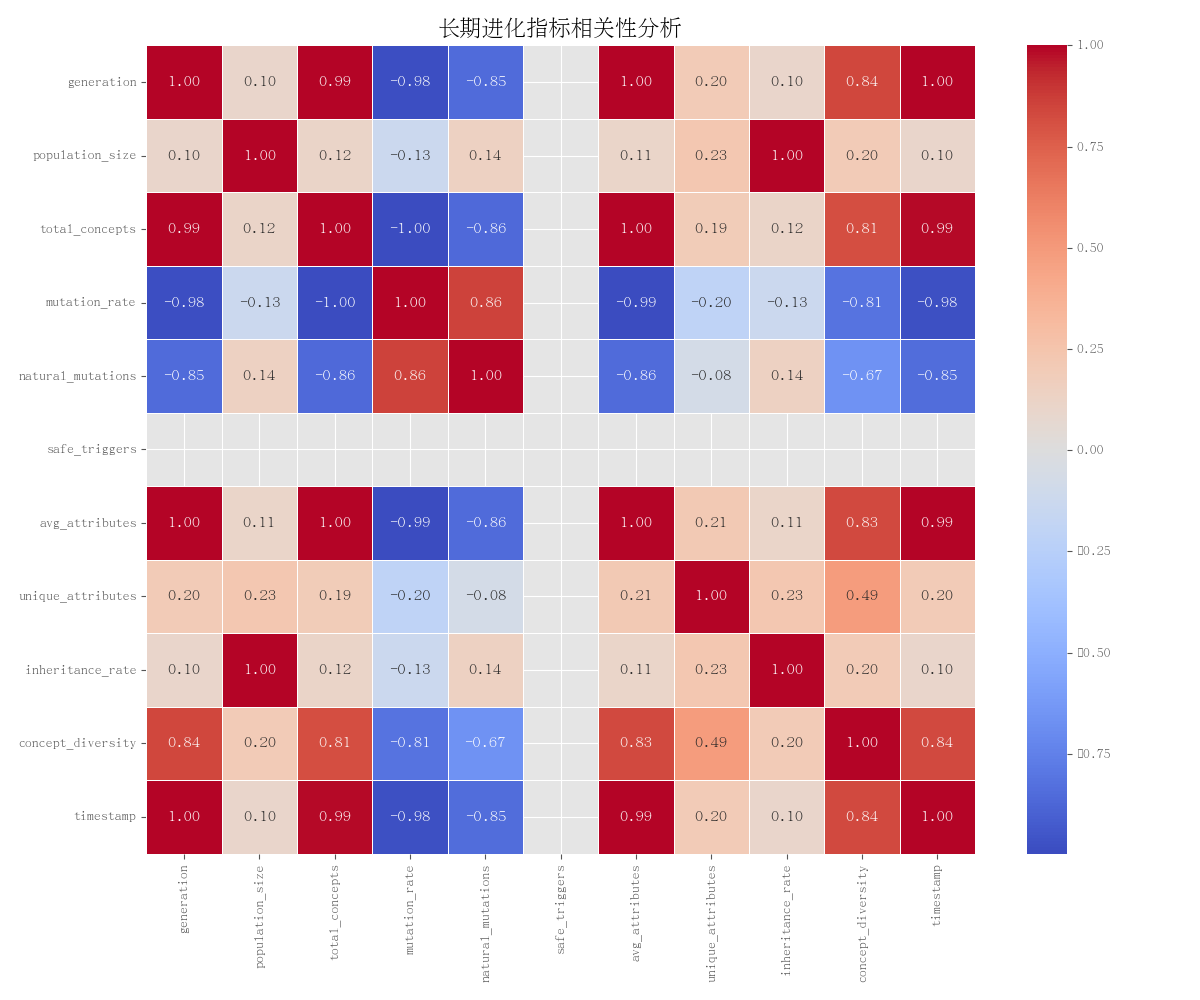 长期进化指标相关性分析
generation 1.00 0.10 0.99 -0.98 -0.85 1.00 0.20 0.10 0.84 1.00
population_size 0.10 1.00 0.12 -0.13 0.14 0.11 0.23 1.00 0.20 0.10
total_concepts 0.99 0.12 1.00 -1.00 -0.86 1.00 0.19 0.12 0.81 0.99
mutation_rate -0.98 -0.13 -1.00 1.00 0.86 -0.99 -0.20 -0.13 -0.81 -0.98
natural_mutations -0.85 0.14 -0.86 0.86 1.00 -0.86 -0.08 0.14 -0.67 -0.85
safe_triggers
avg_attributes 1.00 0.11 1.00 -0.99 -0.86 1.00 0.21 0.11 0.83 0.99
unique_attributes 0.20 0.23 0.19 -0.20 -0.08 0.21 1.00 0.23 0.49 0.20
inheritance_rate 0.10 1.00 0.12 -0.13 0.14 0.11 0.23 1.00 0.20 0.10
concept_diversity 0.84 0.20 0.81 -0.81 -0.67 0.83 0.49 0.20 1.00 0.84
timestamp 1.00 0.10 0.99 -0.98 -0.85 0.99 0.20 0.10 0.84 1.00
generation
population_size
total_concepts
mutation_rate
natural_mutations
safe_triggers
avg_attributes
unique_attributes
inheritance_rate
concept_diversity
timestamp
1.00
0.75
0.50
0.25
0.00
▯0.25
▯0.50
▯0.75